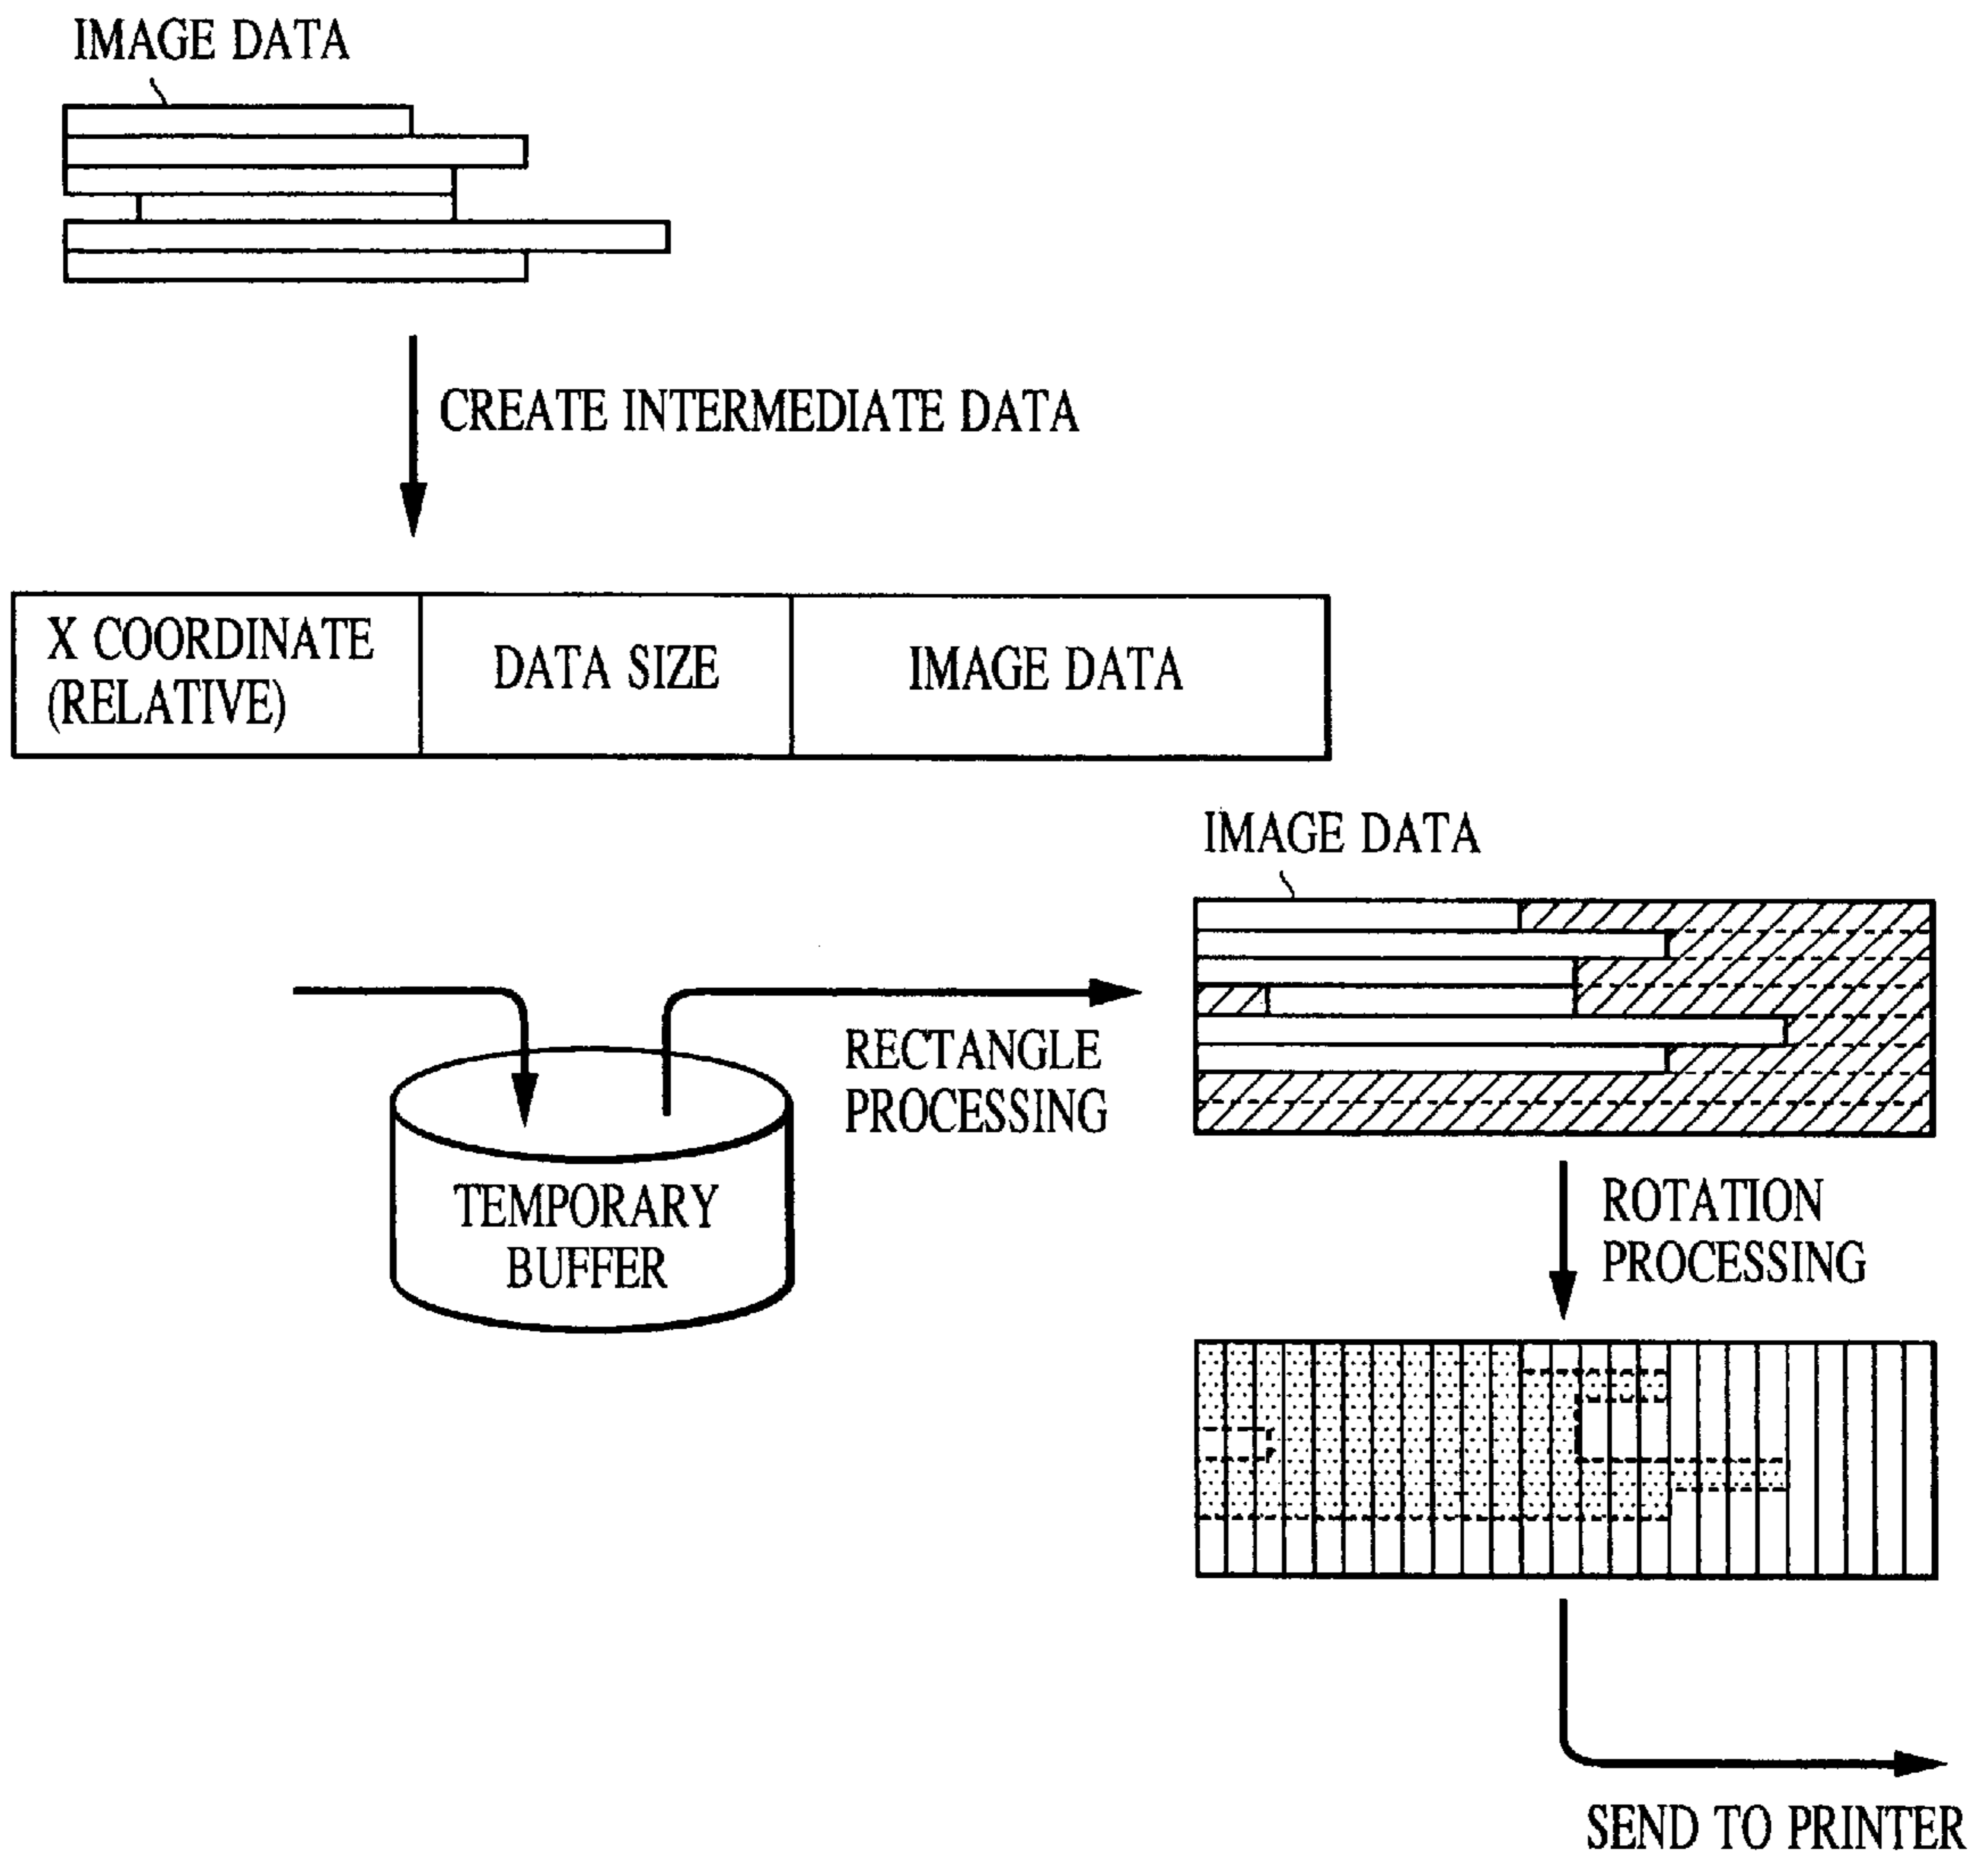 IMAGE DATA
CREATE INTERMEDIATE DATA
X COORDINATE
(RELATIVE)
DATA SIZE
IMAGE DATA
IMAGE DATA
RECTANGLE
PROCESSING
TEMPORARY
BUFFER
ROTATION
PROCESSING
SEND TO PRINTER